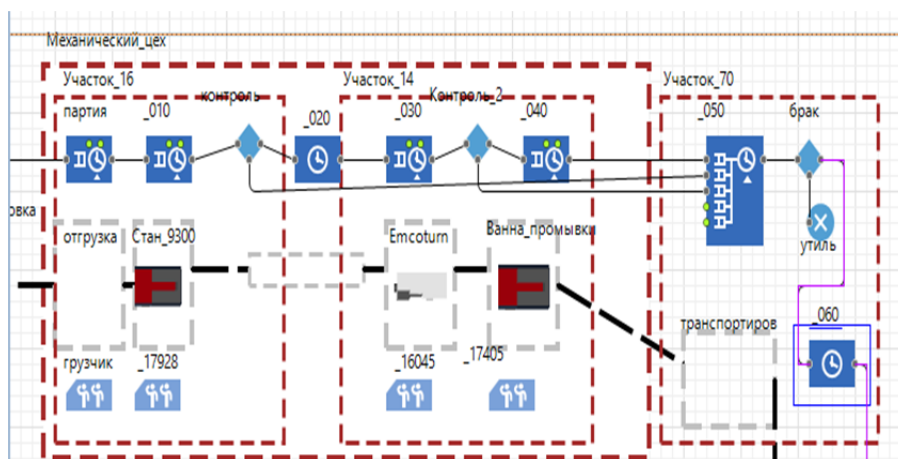 Механический_цех
Участок_16
Участок_14
Участок_70
партия
_010
контроль
_020
_030
Контроль_2
_040
_050
брак
утиль
овка
отгрузка
Стан_9300
Emcoturn
Ванна_промывки
транспортиров
_060
грузчик
_17928
_16045
_17405